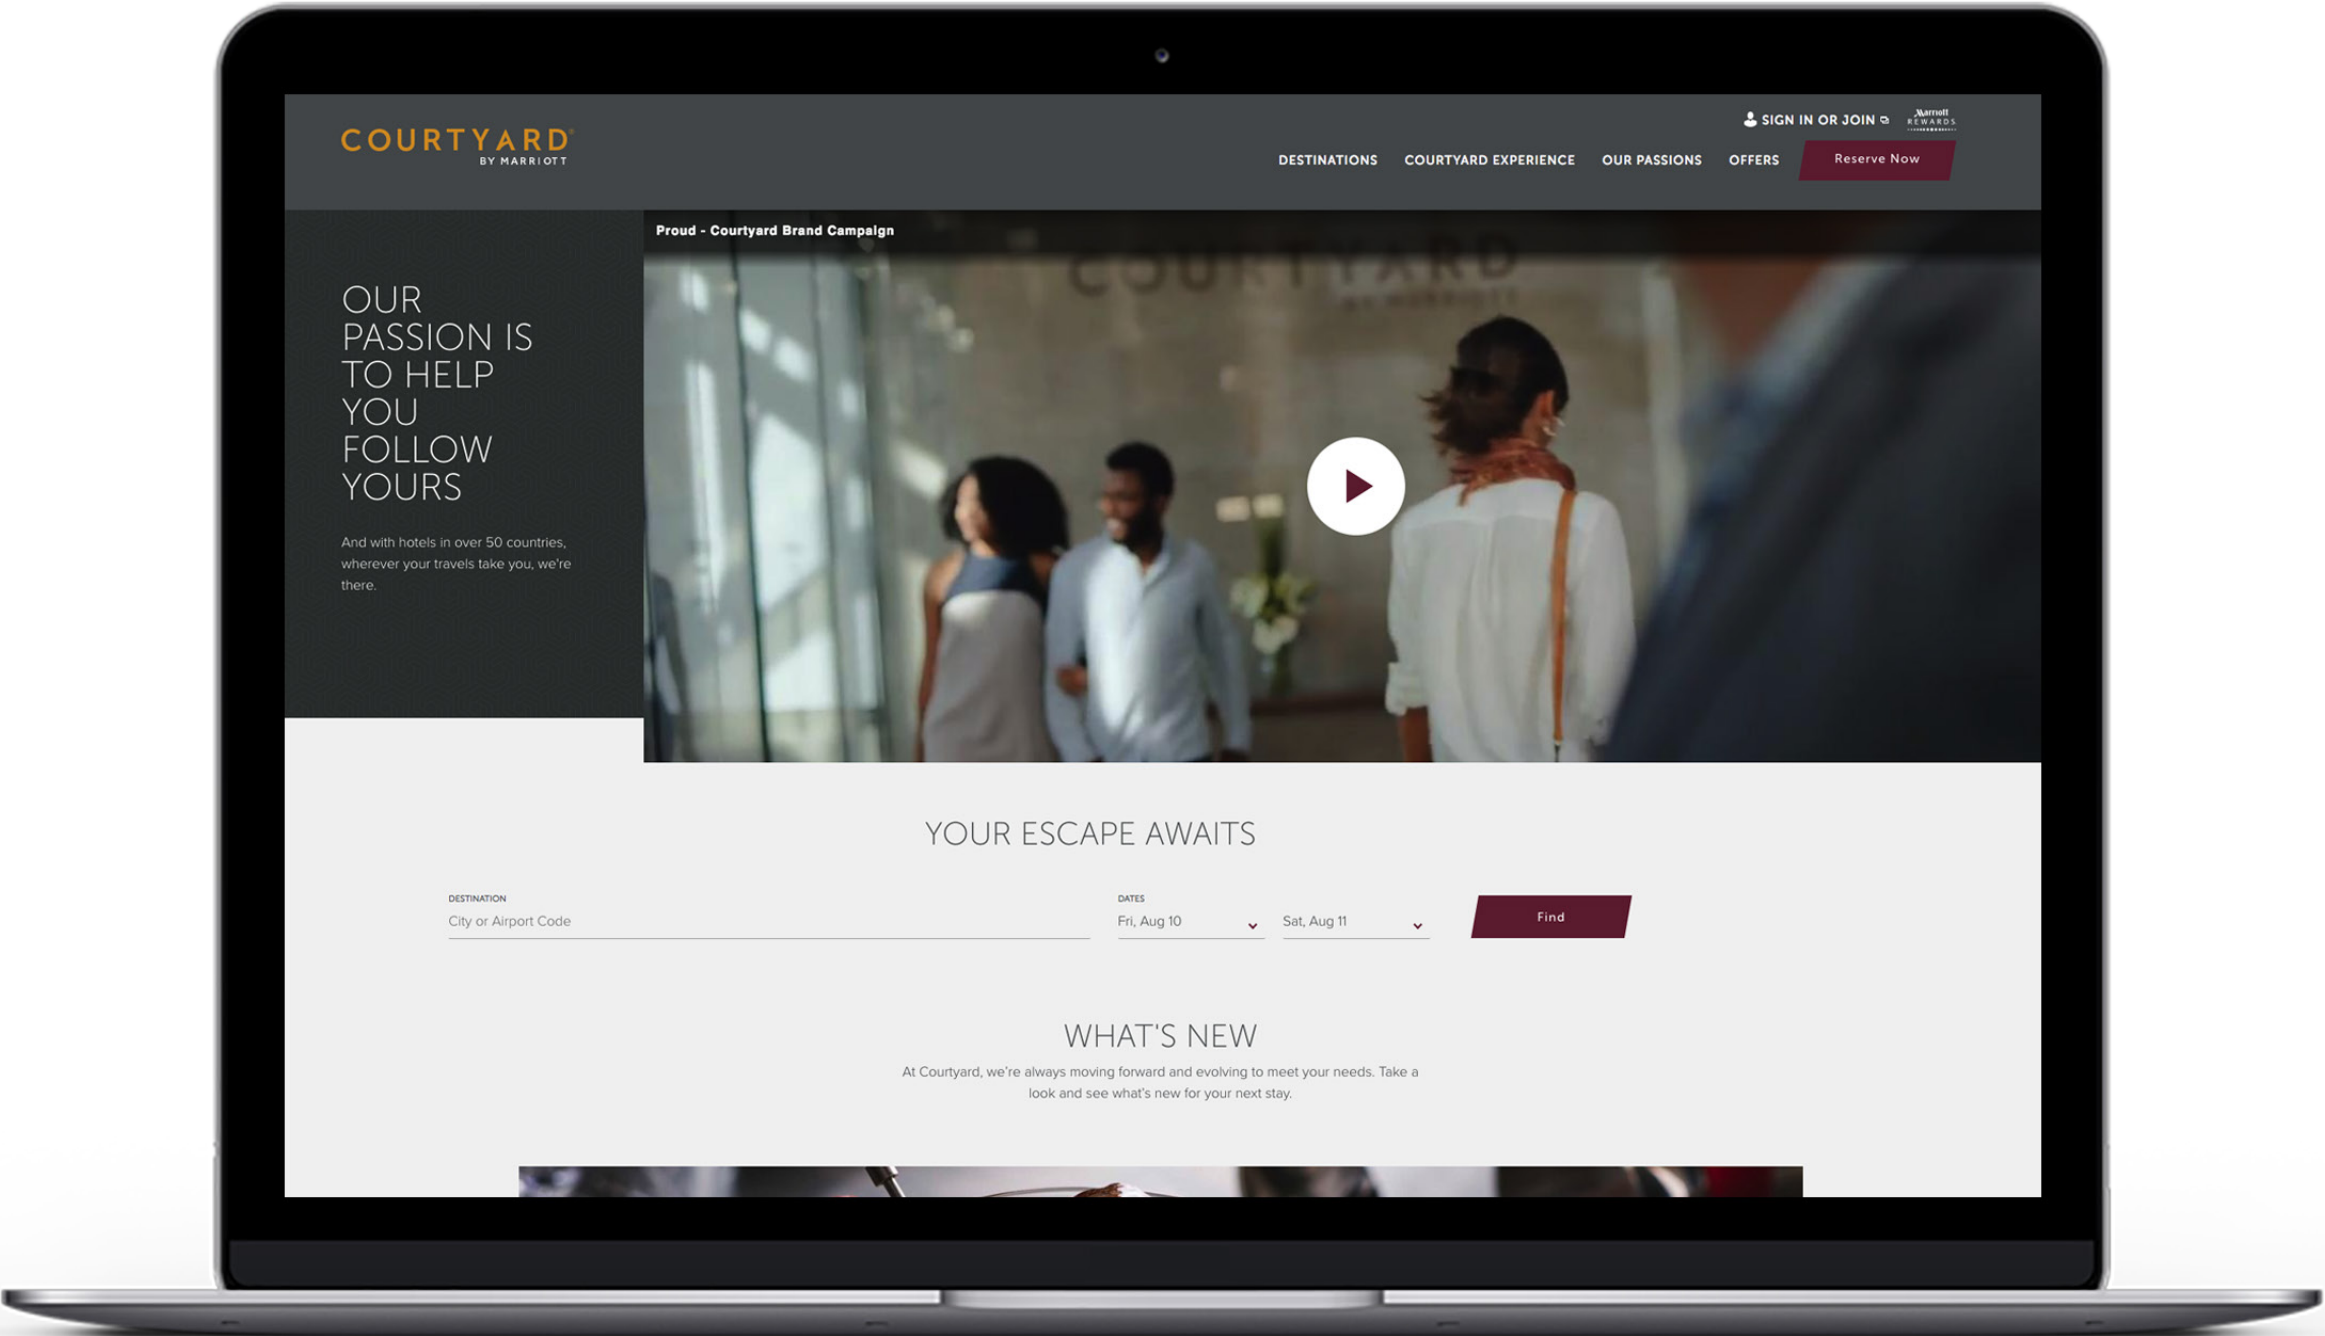 COURTYARD
BY MARRIOTT
SIGN IN OR JOIN
Marriott
REWARDS
DESTINATIONS
COURTYARD EXPERIENCE
OUR PASSIONS
OFFERS
Reserve Now
OUR
PASSION IS
TO HELP
YOU
FOLLOW
YOURS
And with hotels in over 50 countries,
wherever your travels take you, we're
there.
Proud - Courtyard Brand Campaign
COURTYARD
BY MARRIOTT
YOUR ESCAPE AWAITS
DESTINATION
City or Airport Code
DATES
Fri, Aug 10
Sat, Aug 11
Find
WHAT'S NEW
At Courtyard, we're always moving forward and evolving to meet your needs. Take a
look and see what's new for your next stay.